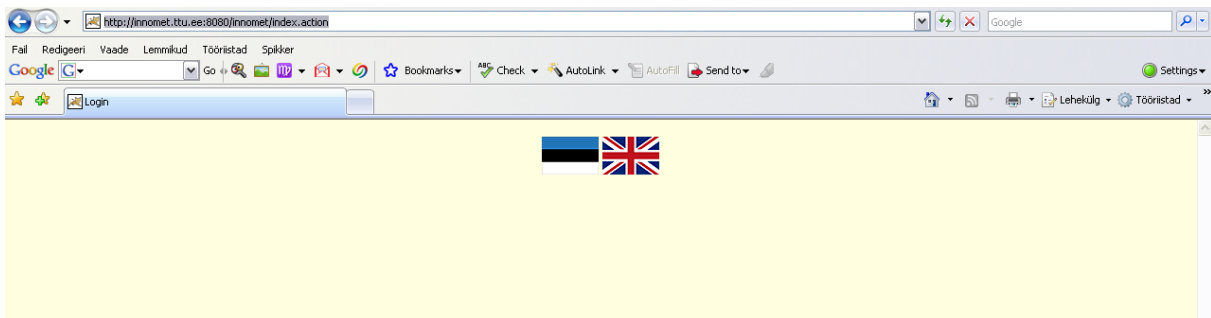 http://innomet.ttu.ee:8080/innomet/index.action
Google
Fail Redigeeri Vaade Lemmikud Tööriistad Spikker
Google G Go Bookmarks ABC Check AutoLink AutoFill Send to Settings
Login Lehekülg Tööriistad »